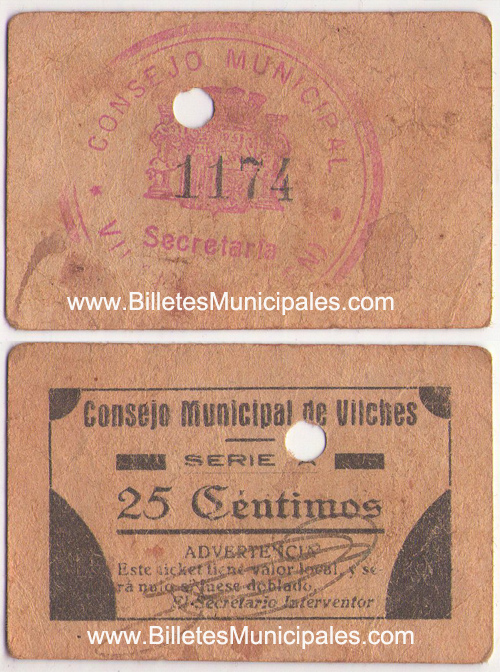 CONSEJO MUNICIPAL
1174
Secretaria
www.BilletesMunicipales.com
Consejo Municipal de Vilches
SERIE A
25 Céntimos
ADVERTENCIA
Este ticket tiene valor local, y se-
rá nulo si fuese doblado.
El Secretario Interventor
www.BilletesMunicipales.com